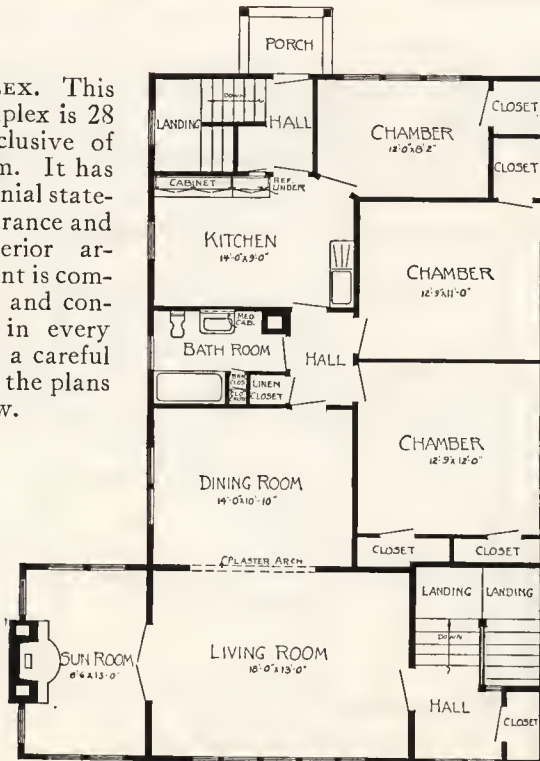 LEX. This
plex is 28
clusive of
m. It has
nial state-
rance and
erior ar-
nt is com-
and con-
in every
a careful
the plans
w.
PORCH
DOWN
LANDING
HALL
CHAMBER
12'-0"x8'-2"
CLOSET
CLOSET
CABINET
REF. UNDER
KITCHEN
14'-0"x9'-0"
CHAMBER
12'-9"x11'-0"
MED. CAB.
BATH ROOM
HALL
LINEN
CLOSET
CHAMBER
12'-9"x12'-0"
DINING ROOM
14'-0"x10'-10"
PLASTER ARCH
CLOSET
CLOSET
LANDING
LANDING
DOWN
SUN ROOM
8'-6"x13'-0"
LIVING ROOM
18'-0"x13'-0"
HALL
CLOSET